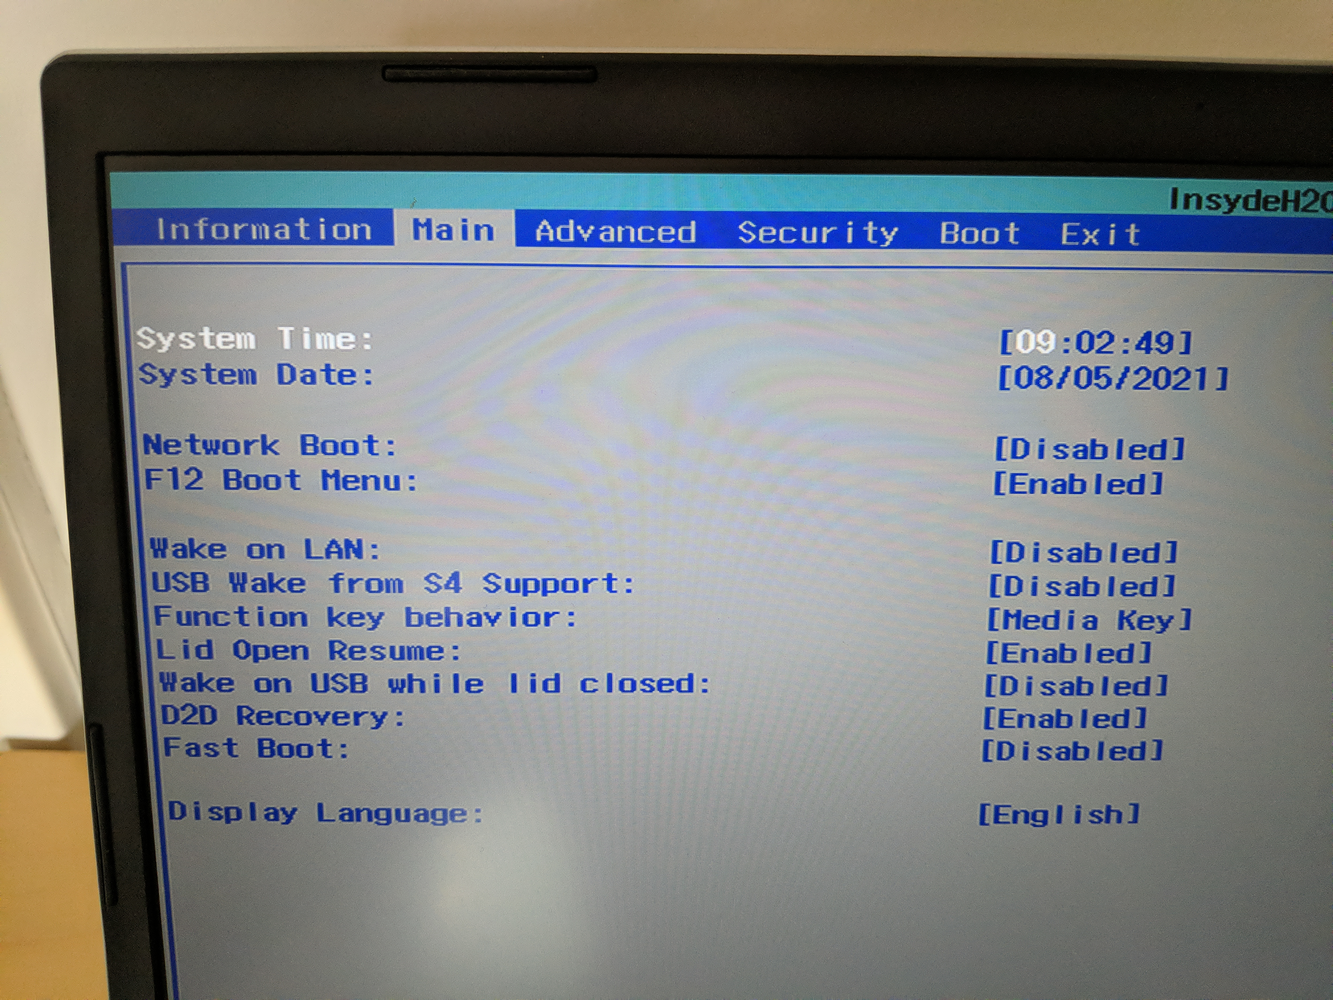 InsydeH20
Information Main Advanced Security Boot Exit
System Time: [09:02:49]
System Date: [08/05/2021]
Network Boot: [Disabled]
F12 Boot Menu: [Enabled]
Wake on LAN: [Disabled]
USB Wake from S4 Support: [Disabled]
Function key behavior: [Media Key]
Lid Open Resume: [Enabled]
Wake on USB while lid closed: [Disabled]
D2D Recovery: [Enabled]
Fast Boot: [Disabled]
Display Language: [English]